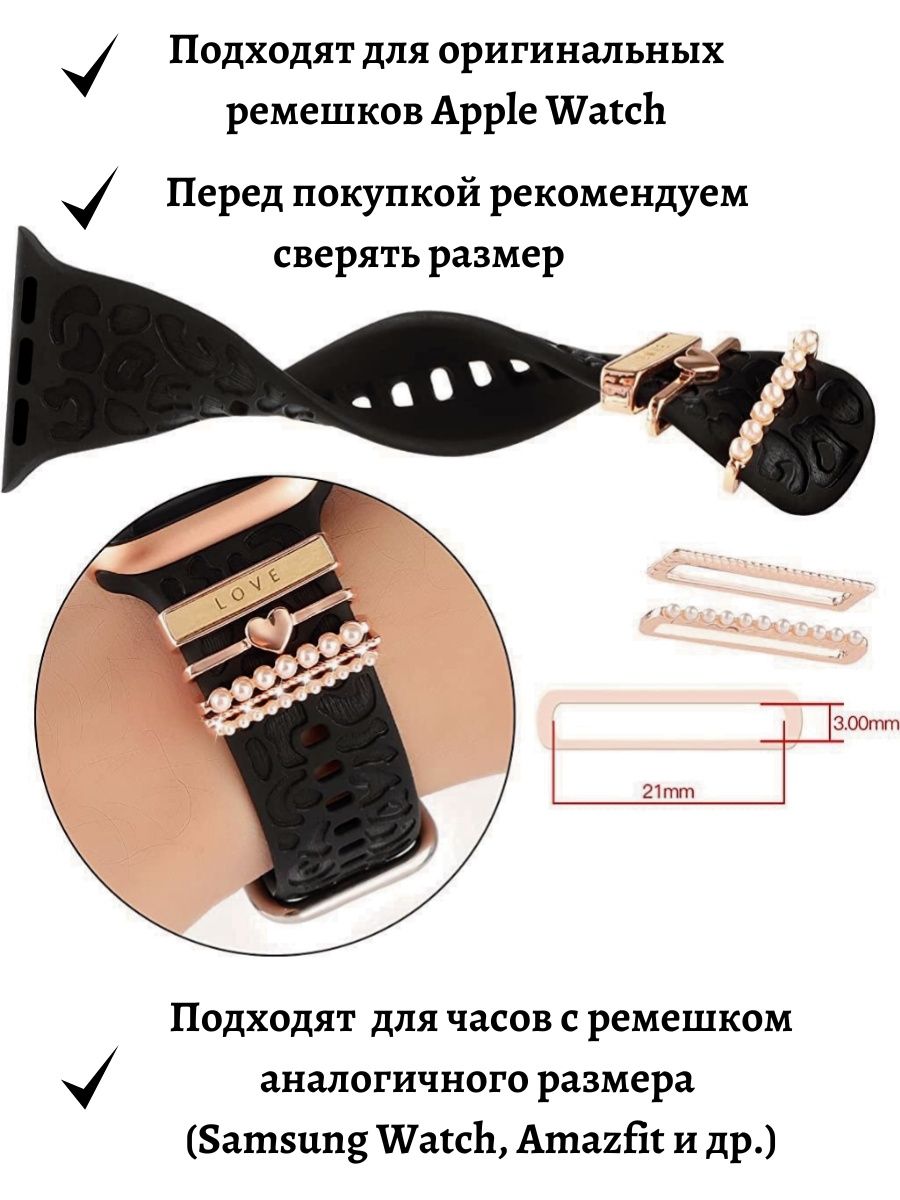 Подходят для оригинальных
ремешков Apple Watch
Перед покупкой рекомендуем
сверять размер
LOVE
LOVE
3.00mm
21mm
Подходят для часов с ремешком
аналогичного размера
(Samsung Watch, Amazfit и др.)